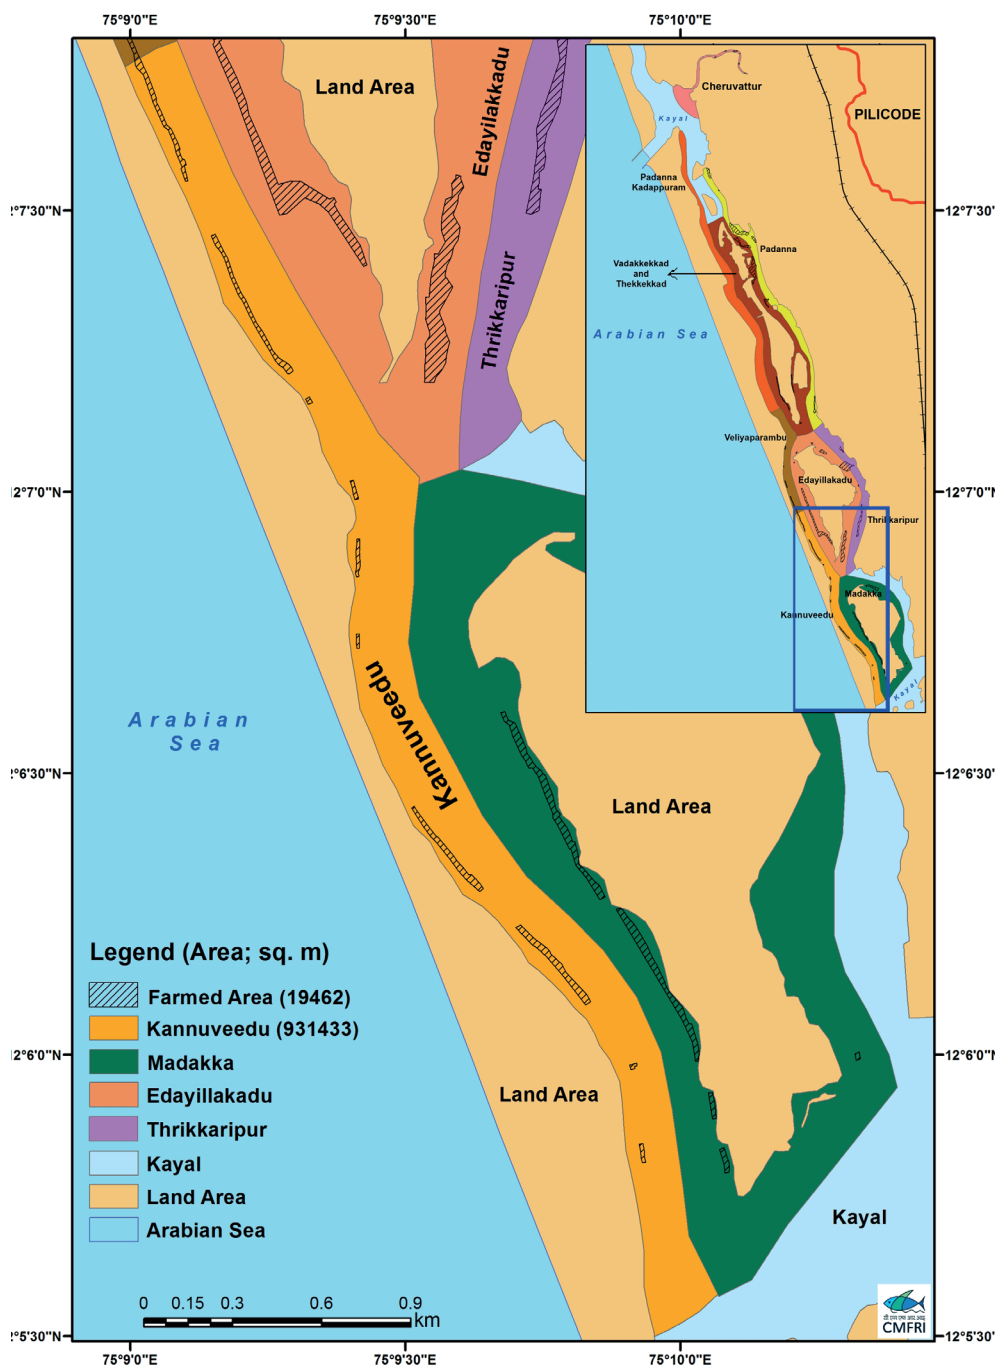 75°9'0"E
75°9'30"E
75°10'0"E
Land Area
Edayilakkadu
Thrikkaripur
Cheruvattur
Kayal
PILICODE
Padanna
Kadappuram
Padanna
Vadakkekkad
and
Thekkekkad
Arabian Sea
Veliyaparambu
Edayillakadu
Thrikkaripur
Madakka
Kannuveedu
Kayal
2°7'30"N
12°7'30"N
2°7'0"N
12°7'0"N
Arabian
Sea
Kannuveedu
2°6'30"N
12°6'30"N
Land Area
Legend (Area; sq. m)
Farmed Area (19462)
Kannuveedu (931433)
Madakka
Edayillakadu
Thrikkaripur
Kayal
Land Area
Arabian Sea
12°6'0"N
12°6'0"N
Land Area
Kayal
0 0.15 0.3 0.6 0.9
km
CMFRI
2°5'30"N
12°5'30"N
75°9'0"E
75°9'30"E
75°10'0"E